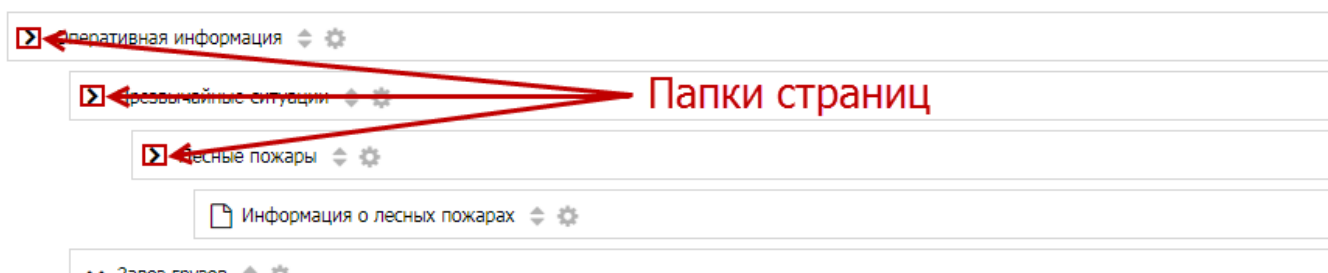 Оперативная информация
Чрезвычайные ситуации
Папки страниц
Лесные пожары
Информация о лесных пожарах